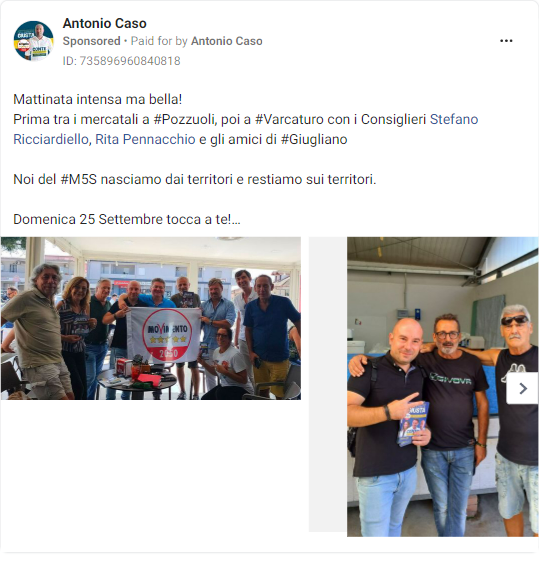 Antonio Caso
Sponsored • Paid for by Antonio Caso
ID: 735896960840818
Mattinata intensa ma bella!
Prima tra i mercatali a #Pozzuoli, poi a #Varcaturo con i Consiglieri Stefano
Ricciardiello, Rita Pennacchio e gli amici di #Giugliano
Noi del #M5S nasciamo dai territori e restiamo sui territori.
Domenica 25 Settembre tocca a te!...
MOVIMENTO
2050
GIUSTA
GIVOVA